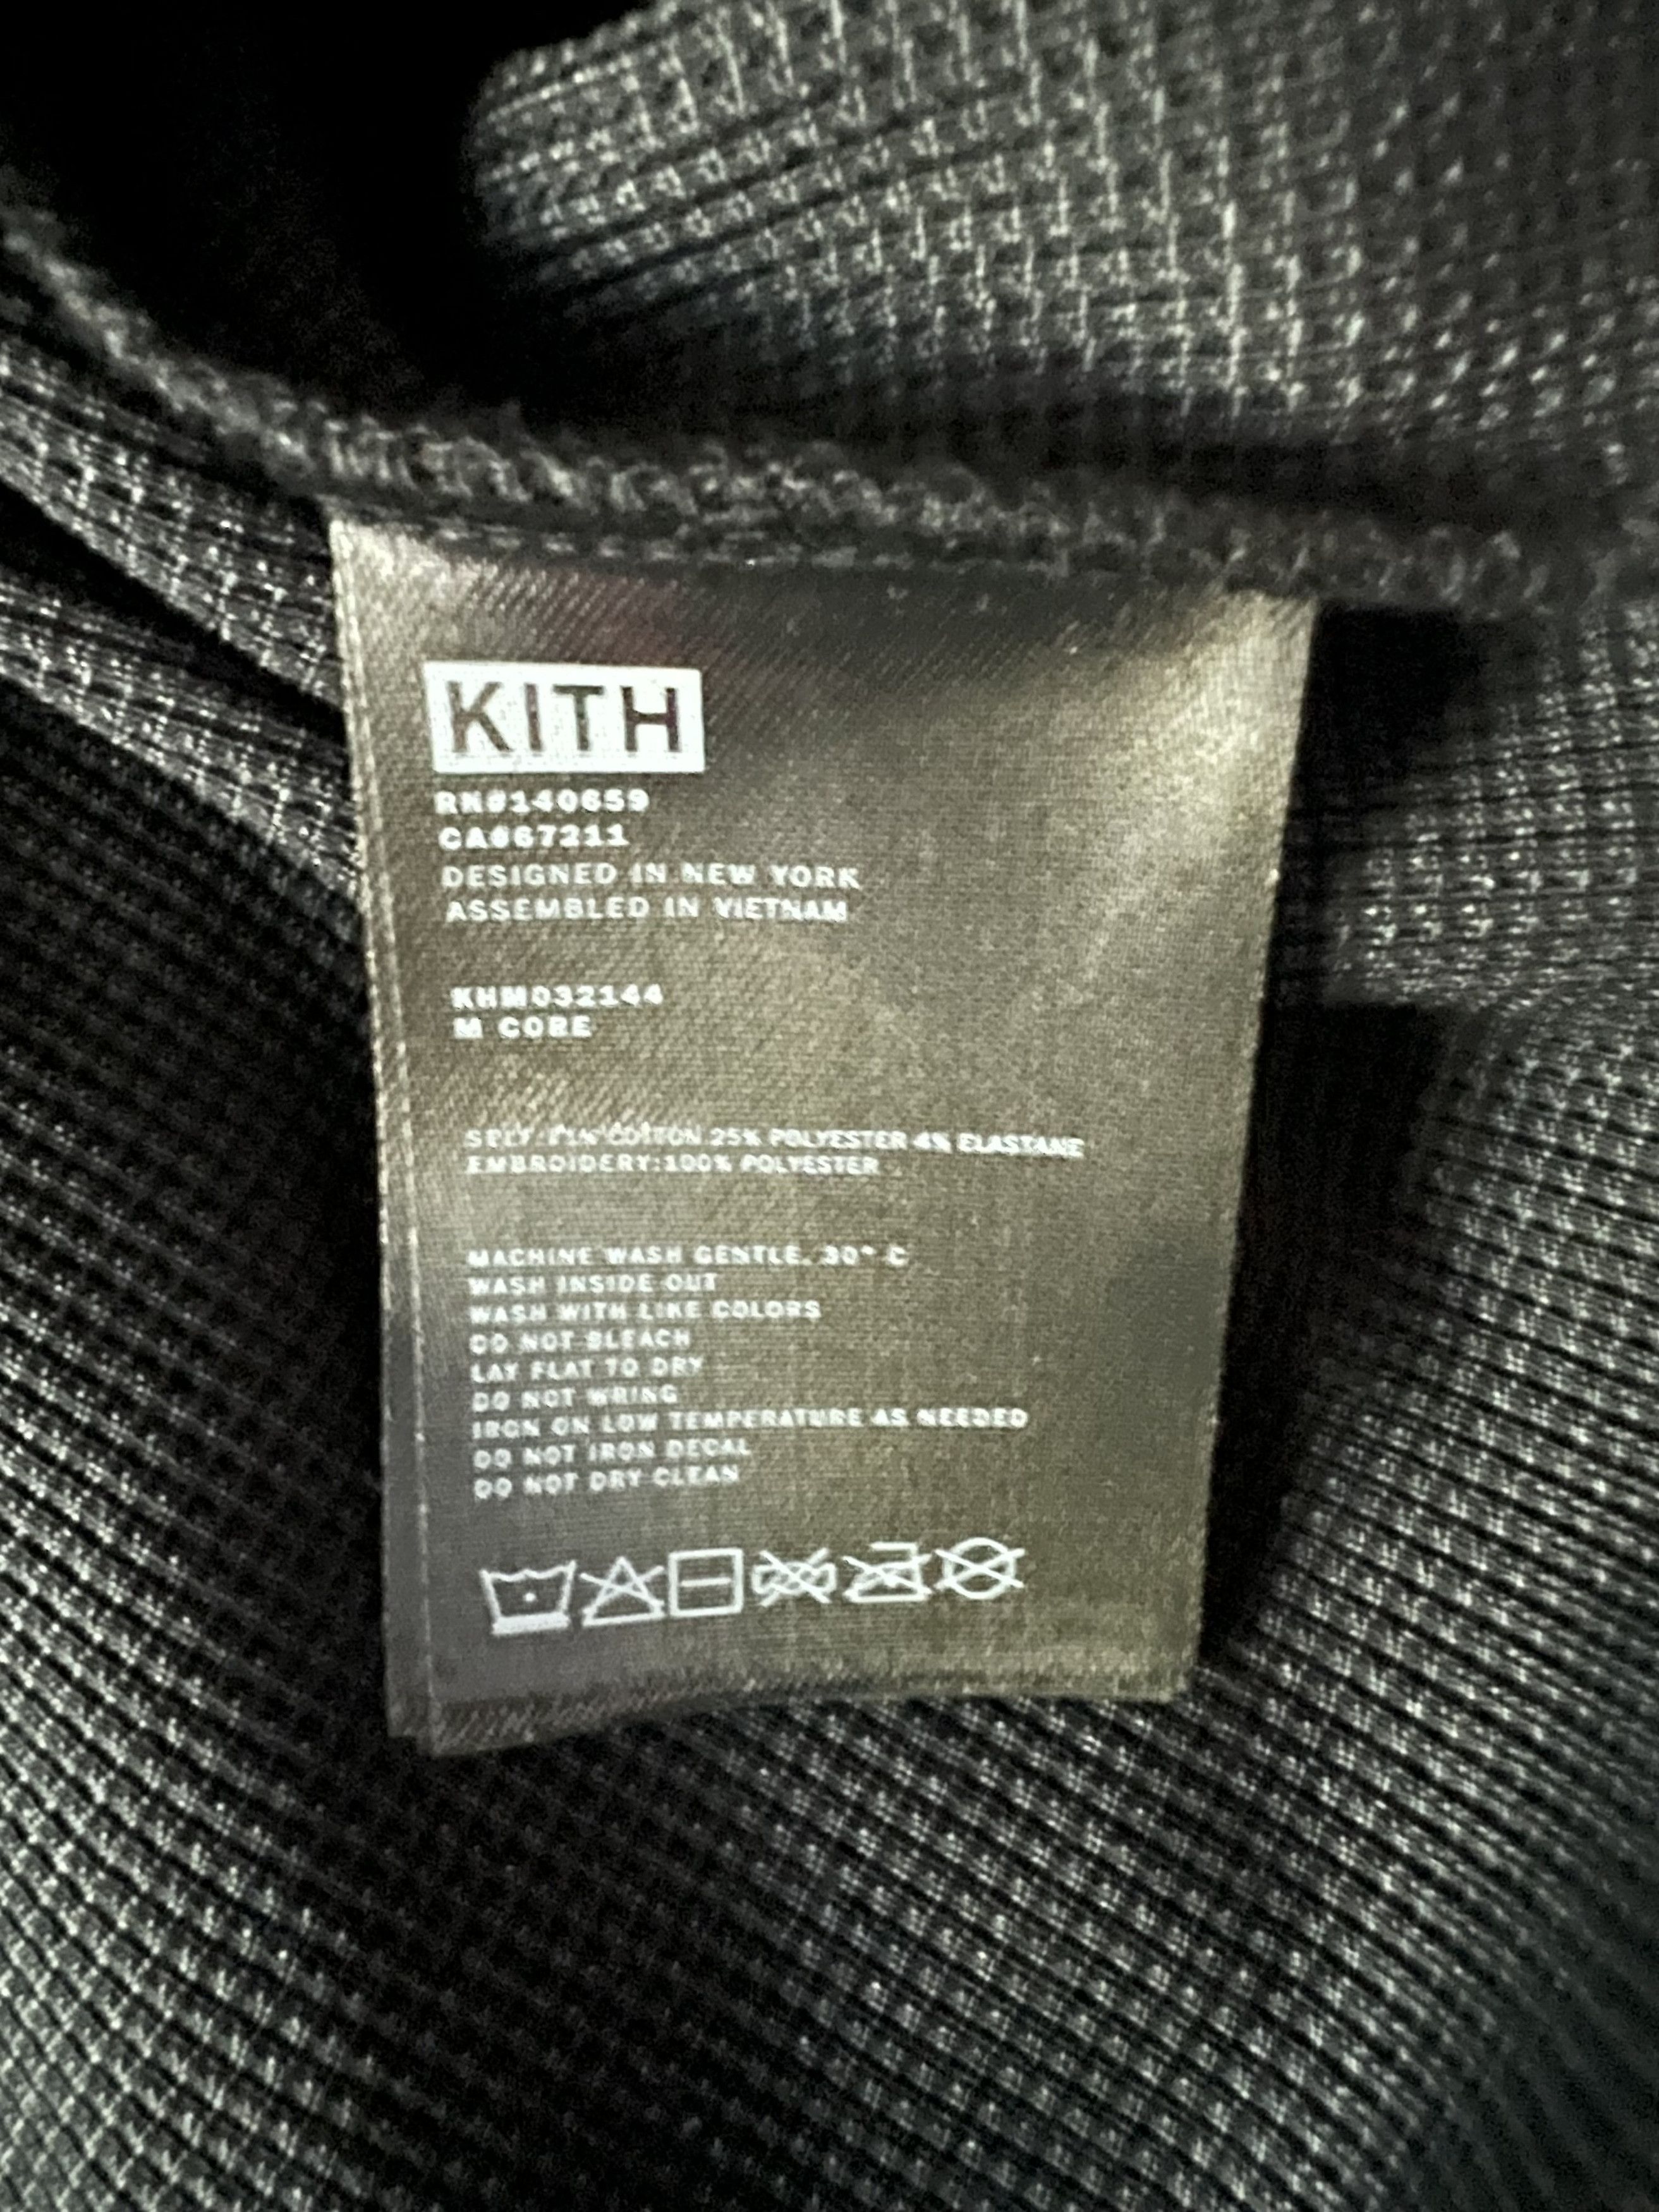 KITH
RN#140659
CA#67211
DESIGNED IN NEW YORK
ASSEMBLED IN VIETNAM
KHM032144
M CORE
SELF: 71% COTTON 25% POLYESTER 4% ELASTANE
EMBROIDERY:100% POLYESTER
MACHINE WASH GENTLE, 30° C
WASH INSIDE OUT
WASH WITH LIKE COLORS
DO NOT BLEACH
LAY FLAT TO DRY
DO NOT WRING
IRON ON LOW TEMPERATURE AS NEEDED
DO NOT IRON DECAL
DO NOT DRY CLEAN